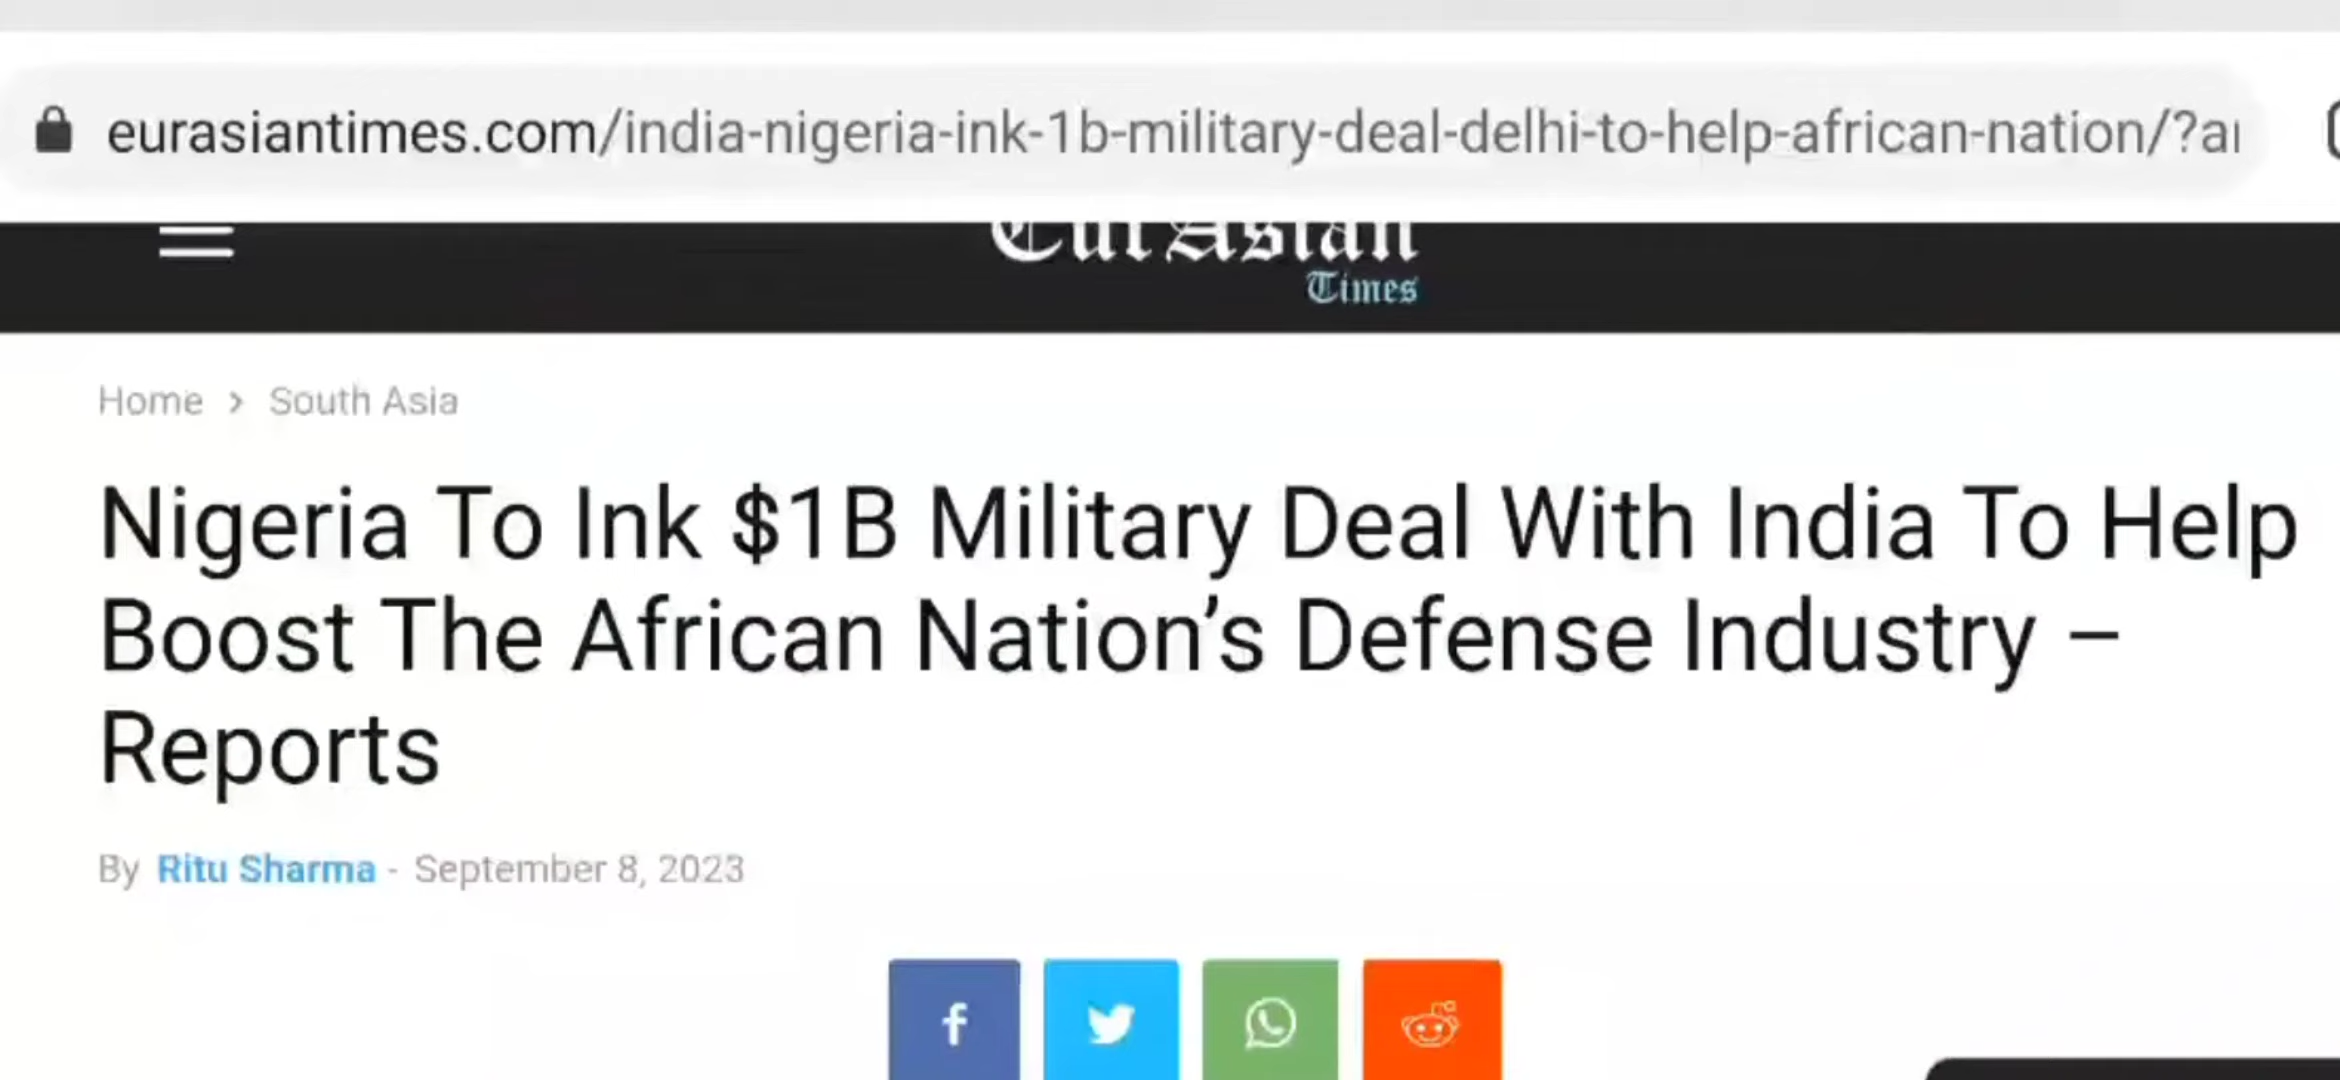 eurasiantimes.com/india-nigeria-ink-1b-military-deal-delhi-to-help-african-nation/?ar
EurAsian
Times
Home > South Asia
Nigeria To Ink $1B Military Deal With India To Help
Boost The African Nation’s Defense Industry –
Reports
By Ritu Sharma - September 8, 2023